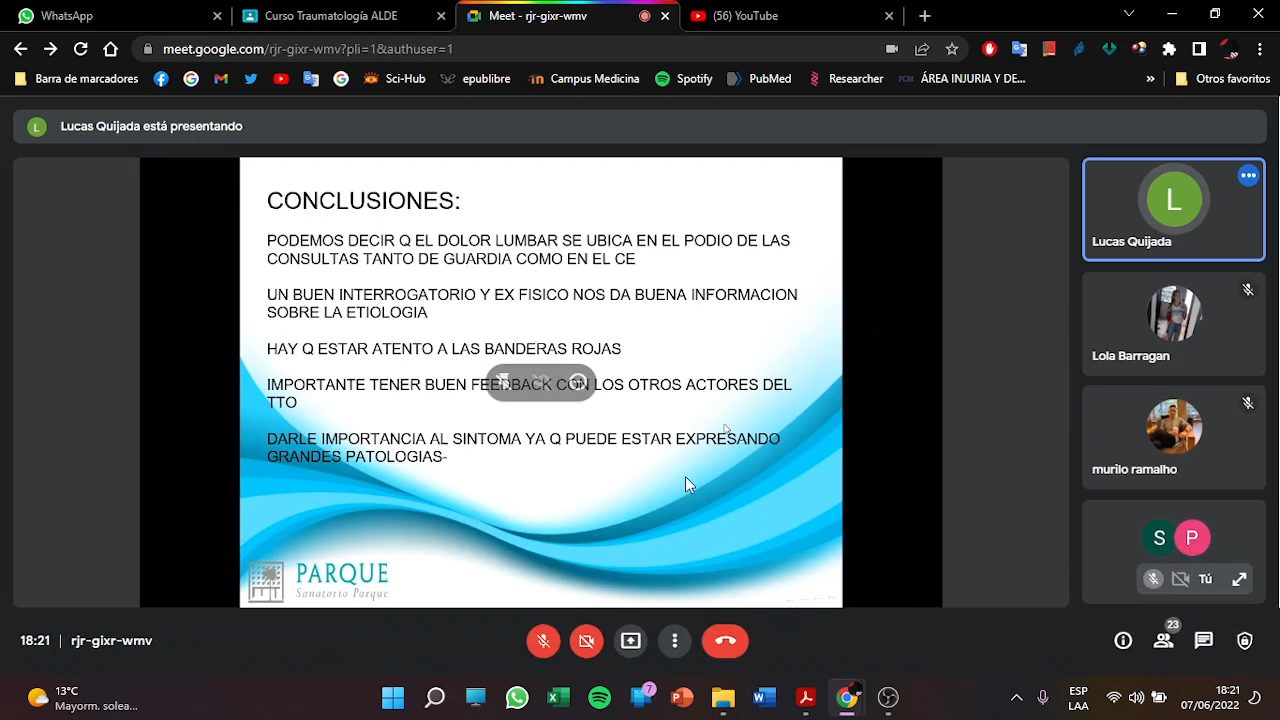 WhatsApp
Curso Traumatología ALDE
Meet - rjr-gixr-wmv
(56) YouTube
meet.google.com/rjr-gixr-wmv?pli=1&authuser=1
Barra de marcadores
Sci-Hub
epublibre
Campus Medicina
Spotify
PubMed
Researcher
ÁREA INJURIA Y DE...
»
Otros favoritos
L
Lucas Quijada está presentando
CONCLUSIONES:
PODEMOS DECIR Q EL DOLOR LUMBAR SE UBICA EN EL PODIO DE LAS
CONSULTAS TANTO DE GUARDIA COMO EN EL CE
UN BUEN INTERROGATORIO Y EX FISICO NOS DA BUENA INFORMACION
SOBRE LA ETIOLOGIA
HAY Q ESTAR ATENTO A LAS BANDERAS ROJAS
IMPORTANTE TENER BUEN FEEDBACK CON LOS OTROS ACTORES DEL
TTO
DARLE IMPORTANCIA AL SINTOMA YA Q PUEDE ESTAR EXPRESANDO
GRANDES PATOLOGIAS-
PARQUE
Sanatorio Parque
L
Lucas Quijada
Lola Barragan
murilo ramalho
S P
Tú
18:21 | rjr-gixr-wmv
23
13°C
Mayorm. solea...
7
ESP
LAA
18:21
07/06/2022